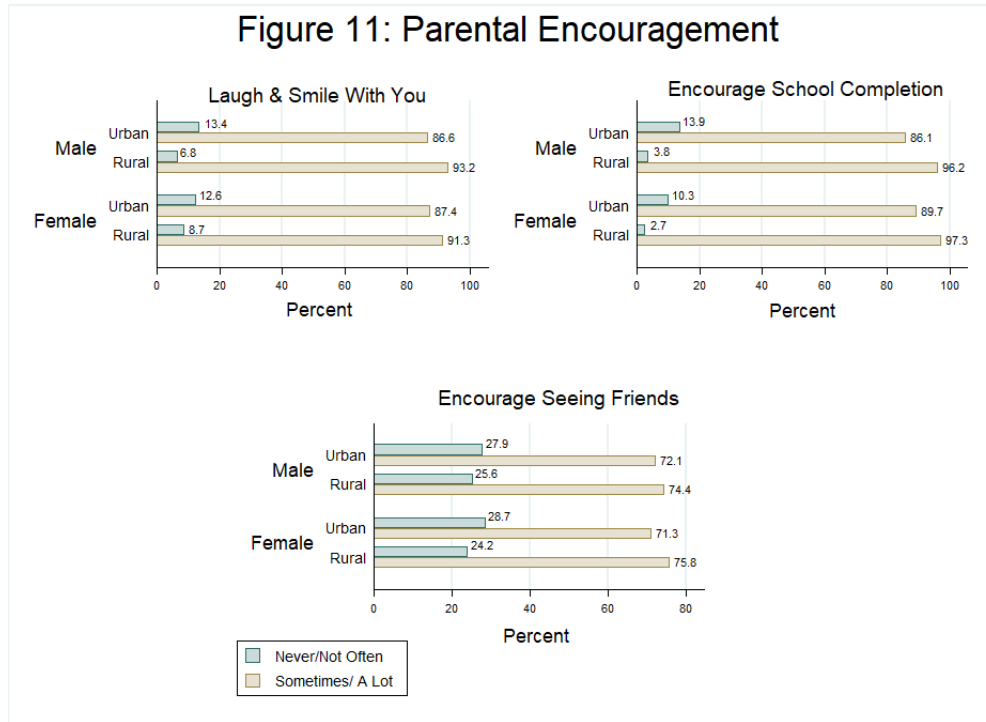 Figure 11: Parental Encouragement
Laugh & Smile With You
Male
Urban
13.4
86.6
Rural
6.8
93.2
Female
Urban
12.6
87.4
Rural
8.7
91.3
0 20 40 60 80 100
Percent
Encourage School Completion
Male
Urban
13.9
86.1
Rural
3.8
96.2
Female
Urban
10.3
89.7
Rural
2.7
97.3
0 20 40 60 80 100
Percent
Encourage Seeing Friends
Male
Urban
27.9
72.1
Rural
25.6
74.4
Female
Urban
28.7
71.3
Rural
24.2
75.8
0 20 40 60 80
Percent
Never/Not Often
Sometimes/ A Lot